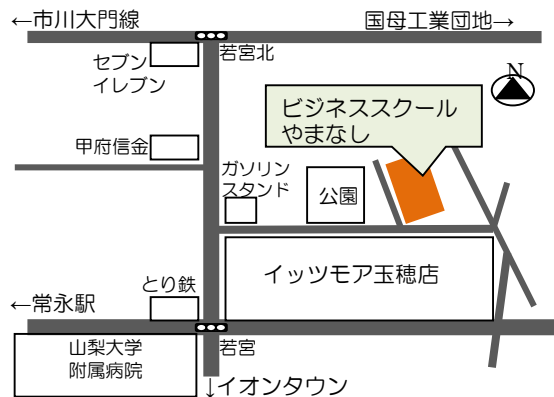 ←市川大門線
国母工業団地→
若宮北
セブン
イレブン
N
ビジネススクール
やまなし
甲府信金
ガソリン
スタンド
公園
イッツモア玉穂店
とり鉄
←常永駅
若宮
山梨大学
附属病院
↓イオンタウン